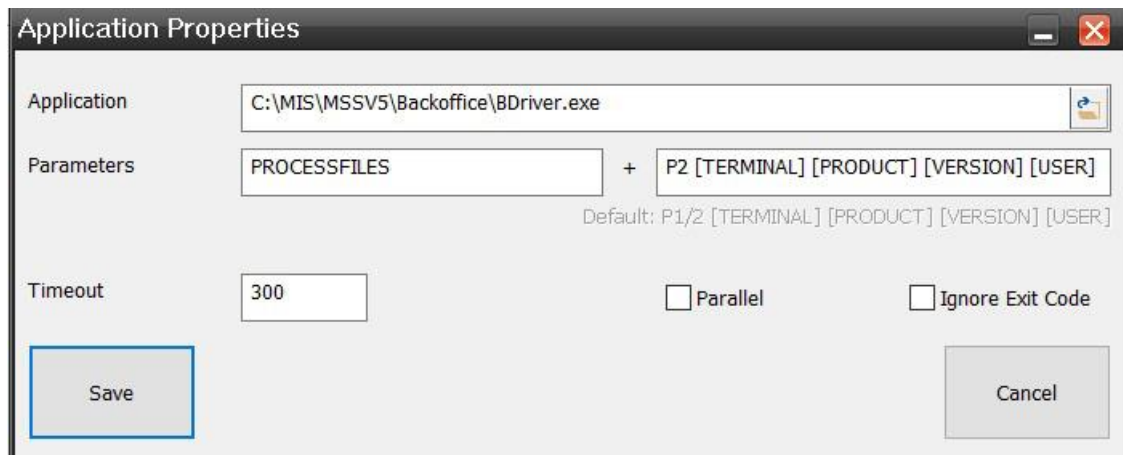 Application Properties
Application C:\MIS\MSSV5\Backoffice\BDriver.exe
Parameters PROCESSFILES + P2 [TERMINAL] [PRODUCT] [VERSION] [USER]
Default: P1/2 [TERMINAL] [PRODUCT] [VERSION] [USER]
Timeout 300 Parallel Ignore Exit Code
Save Cancel